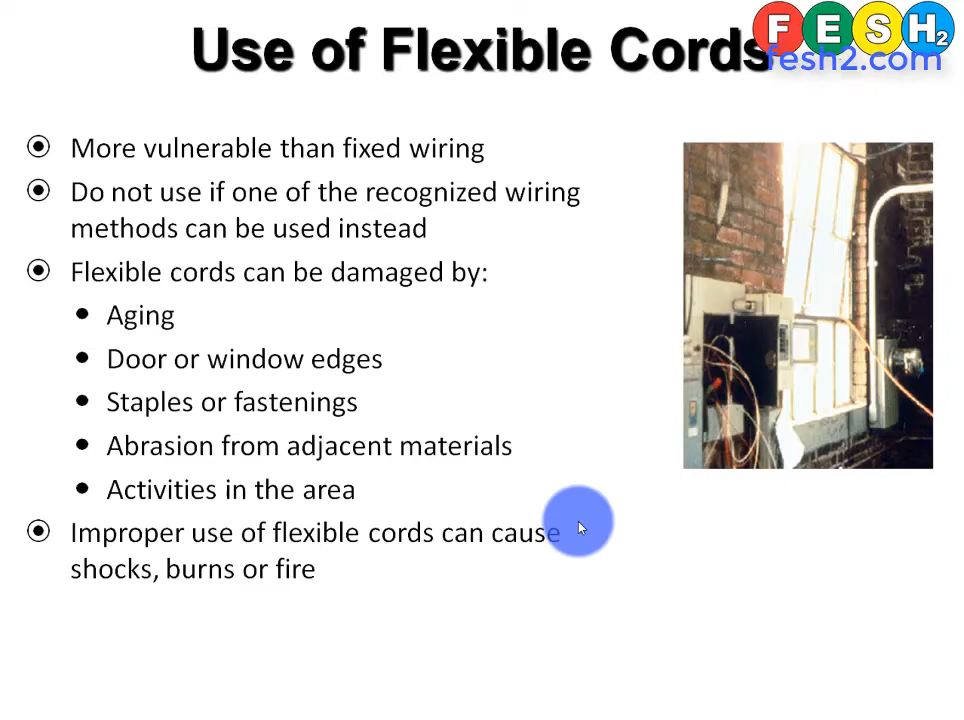 Use of Flexible Cords
FESH2
fesh2.com
More vulnerable than fixed wiring
Do not use if one of the recognized wiring
methods can be used instead
Flexible cords can be damaged by:
Aging
Door or window edges
Staples or fastenings
Abrasion from adjacent materials
Activities in the area
Improper use of flexible cords can cause
shocks, burns or fire